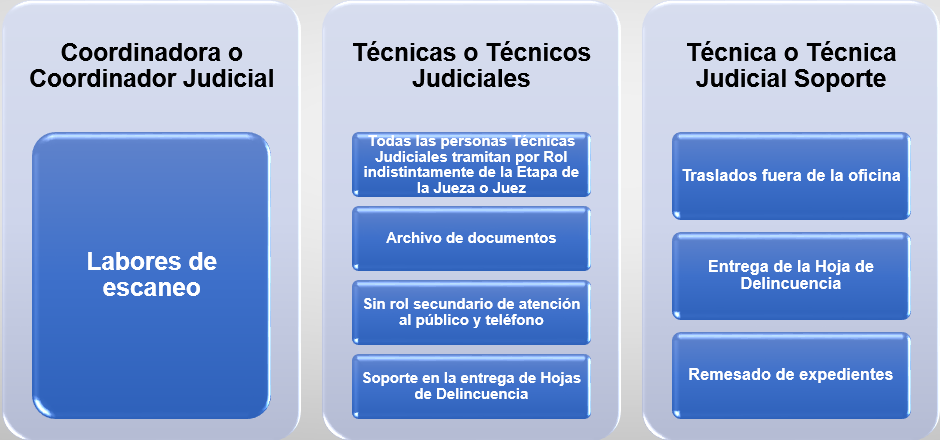 Coordinadora o
Coordinador Judicial
Labores de
escaneo
Técnicas o Técnicos
Judiciales
Todas las personas Técnicas
Judiciales tramitan por Rol
indistintamente de la Etapa de
la Jueza o Juez
Archivo de documentos
Sin rol secundario de atención
al público y teléfono
Soporte en la entrega de Hojas
de Delincuencia
Técnica o Técnica
Judicial Soporte
Traslados fuera de la oficina
Entrega de la Hoja de
Delincuencia
Remesado de expedientes